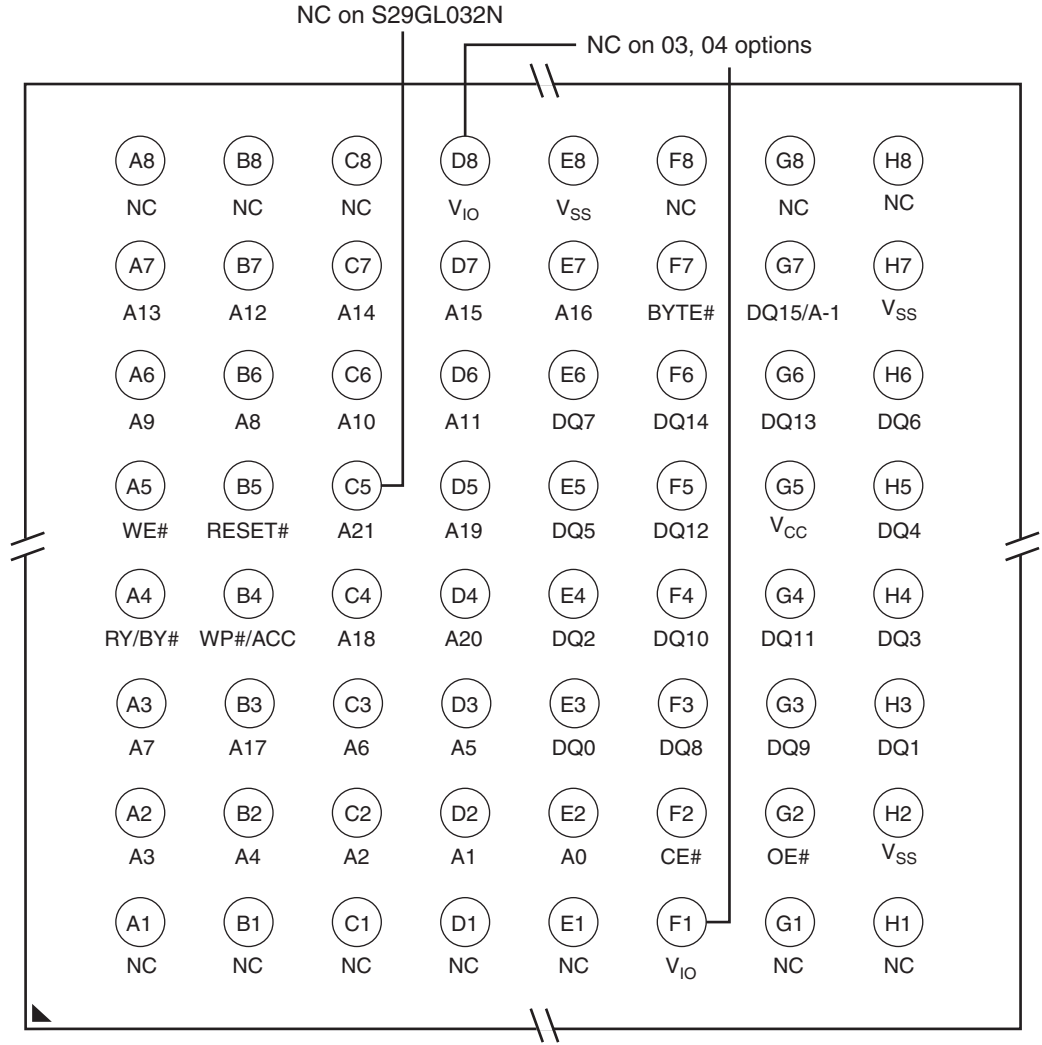 NC on S29GL032N
NC on 03, 04 options
A8 B8 C8 D8 E8 F8 G8 H8
NC NC NC VIO VSS NC NC NC
A7 B7 C7 D7 E7 F7 G7 H7
A13 A12 A14 A15 A16 BYTE# DQ15/A-1 VSS
A6 B6 C6 D6 E6 F6 G6 H6
A9 A8 A10 A11 DQ7 DQ14 DQ13 DQ6
A5 B5 C5 D5 E5 F5 G5 H5
WE# RESET# A21 A19 DQ5 DQ12 VCC DQ4
A4 B4 C4 D4 E4 F4 G4 H4
RY/BY# WP#/ACC A18 A20 DQ2 DQ10 DQ11 DQ3
A3 B3 C3 D3 E3 F3 G3 H3
A7 A17 A6 A5 DQ0 DQ8 DQ9 DQ1
A2 B2 C2 D2 E2 F2 G2 H2
A3 A4 A2 A1 A0 CE# OE# VSS
A1 B1 C1 D1 E1 F1 G1 H1
NC NC NC NC NC VIO NC NC